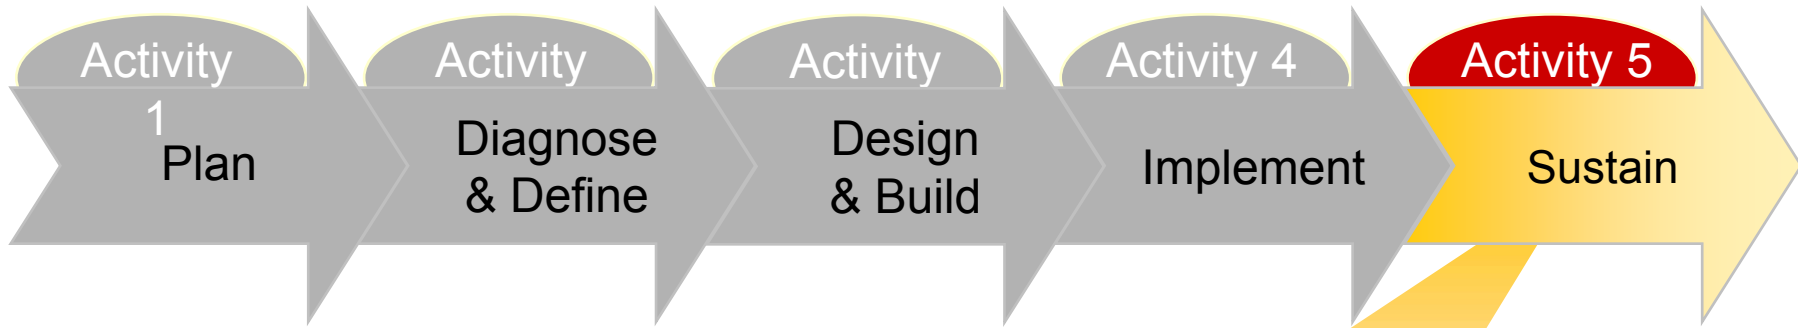 Activity
1
Plan
Activity
Diagnose
& Define
Activity
Design
& Build
Activity 4
Implement
Activity 5
Sustain